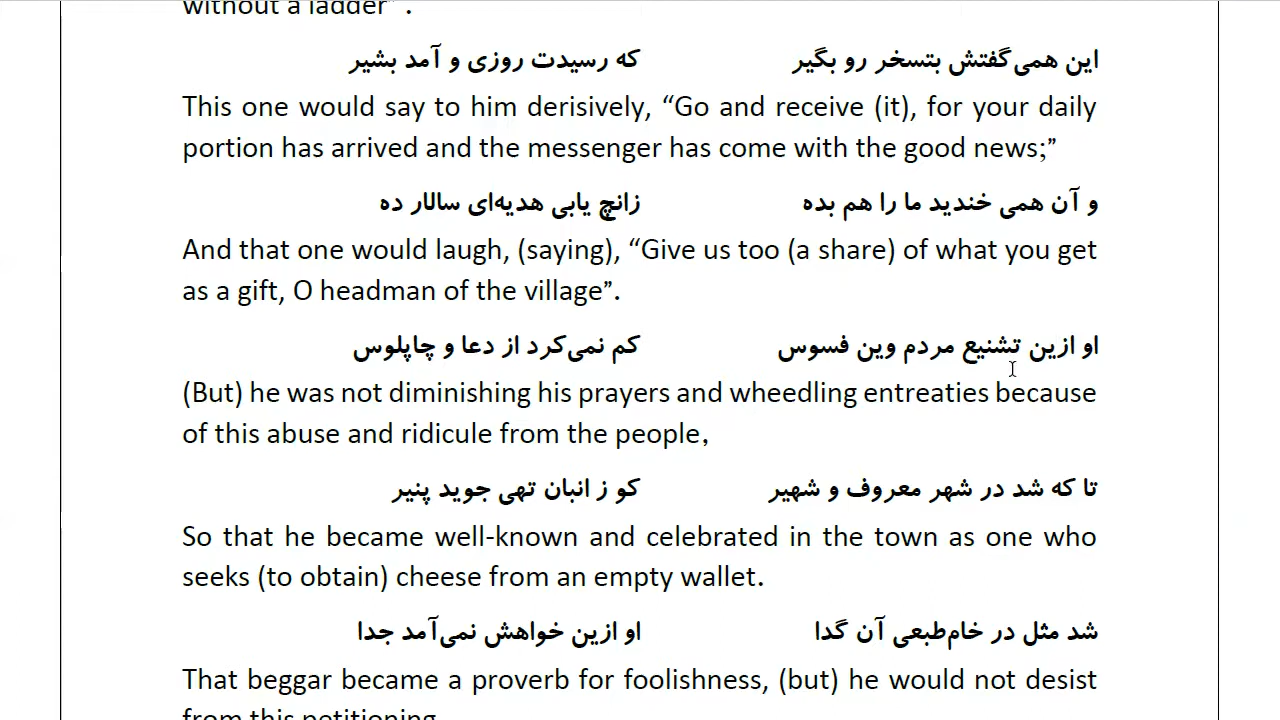 without a ladder” .
این همی‌گفتش بتسخر رو بگیر که رسیدت روزی و آمد بشیر
This one would say to him derisively, “Go and receive (it), for your daily
portion has arrived and the messenger has come with the good news;”
و آن همی خندید ما را هم بده زانچ یابی هدیه‌ای سالار ده
And that one would laugh, (saying), “Give us too (a share) of what you get
as a gift, O headman of the village”.
او ازین تشنیع مردم وین فسوس کم نمی‌کرد از دعا و چاپلوس
(But) he was not diminishing his prayers and wheedling entreaties because
of this abuse and ridicule from the people,
تا که شد در شهر معروف و شهیر کو ز انبان تهی جوید پنیر
So that he became well-known and celebrated in the town as one who
seeks (to obtain) cheese from an empty wallet.
شد مثل در خام‌طبعی آن گدا او ازین خواهش نمی‌آمد جدا
That beggar became a proverb for foolishness, (but) he would not desist
from this petitioning